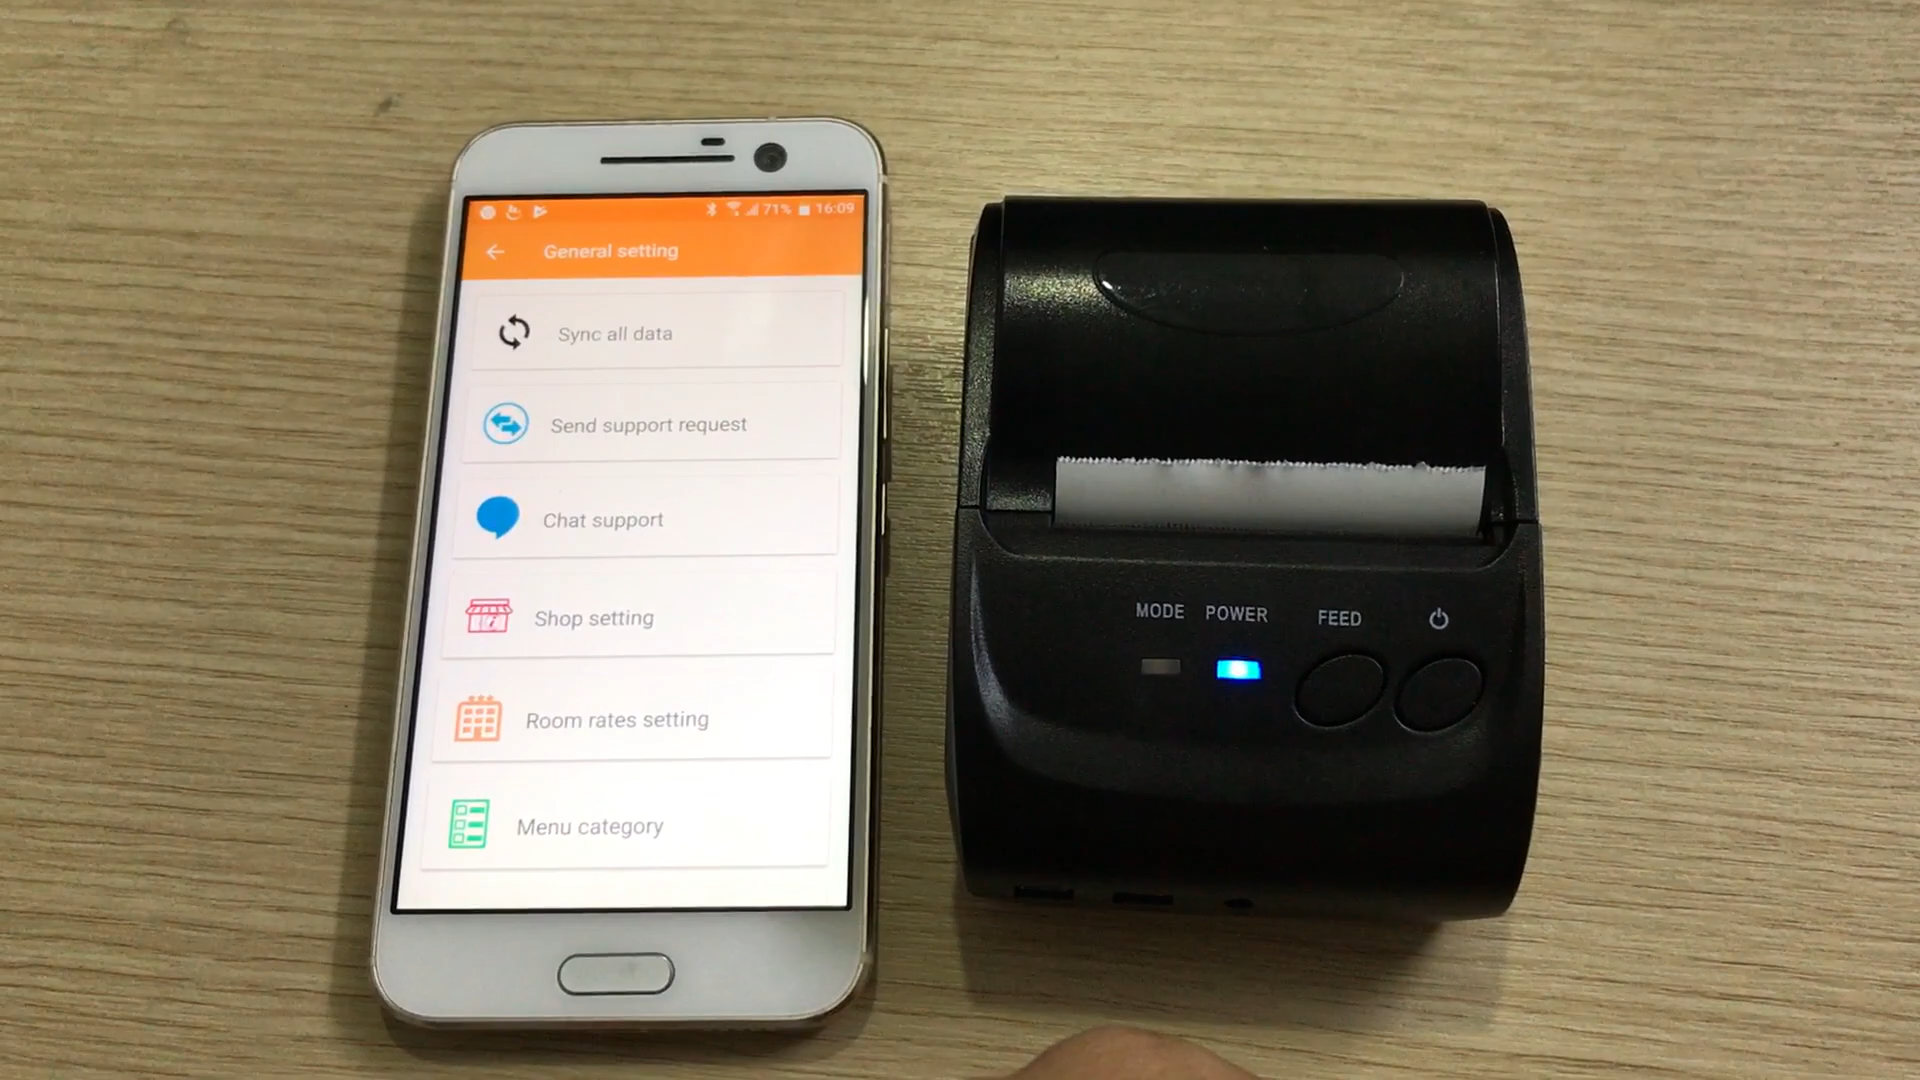 71% 16:09
General setting
Sync all data
Send support request
Chat support
Shop setting
Room rates setting
Menu category
MODE POWER FEED